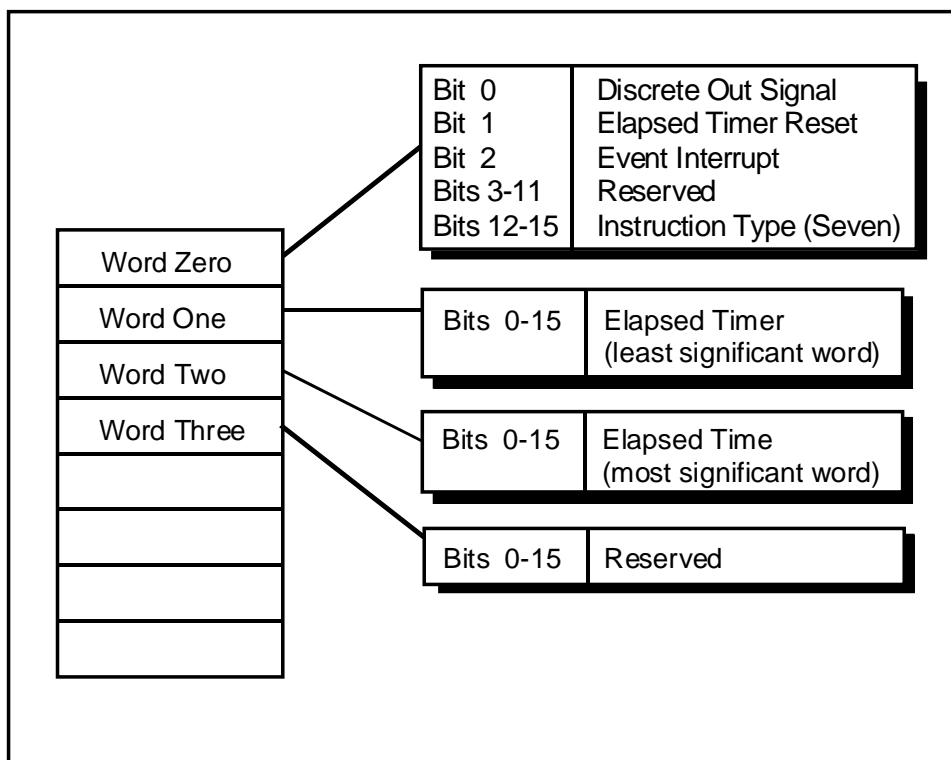 Bit 0 Discrete Out Signal
Bit 1 Elapsed Timer Reset
Bit 2 Event Interrupt
Bits 3-11 Reserved
Bits 12-15 Instruction Type (Seven)
Word Zero
Word One
Word Two
Word Three
Bits 0-15 Elapsed Timer
(least significant word)
Bits 0-15 Elapsed Time
(most significant word)
Bits 0-15 Reserved